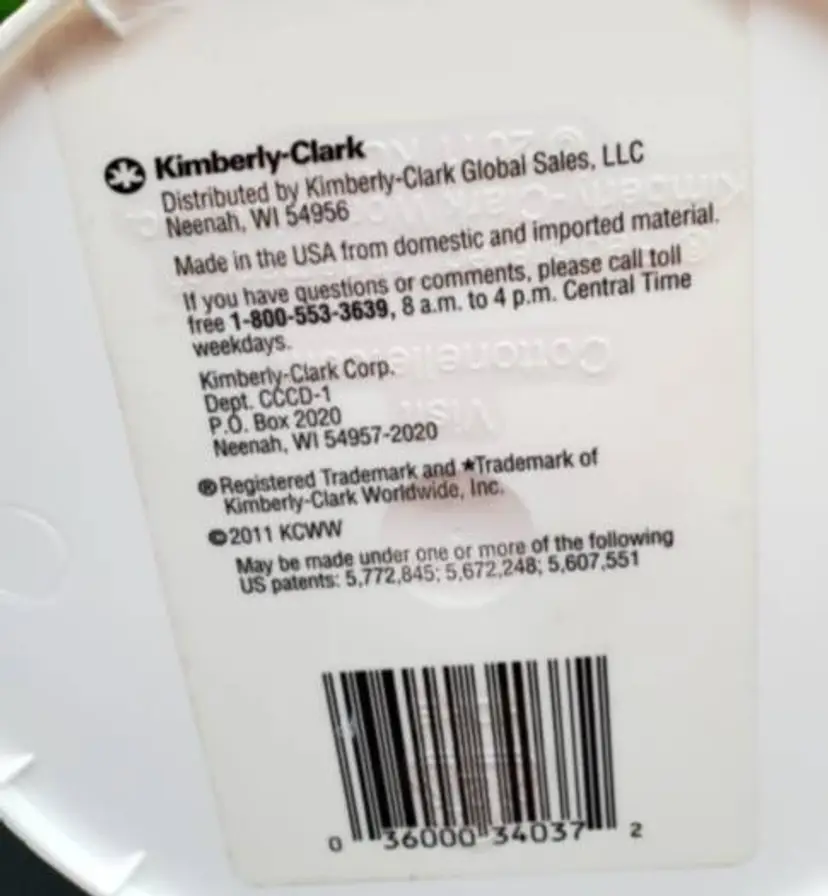 Kimberly-Clark
Distributed by Kimberly-Clark Global Sales, LLC
Neenah, WI 54956
Made in the USA from domestic and imported material.
If you have questions or comments, please call toll
free 1-800-553-3639, 8 a.m. to 4 p.m. Central Time
weekdays.
Kimberly-Clark Corp.
Dept. CCCD-1
P.O. Box 2020
Neenah, WI 54957-2020
® Registered Trademark and ★Trademark of
Kimberly-Clark Worldwide, Inc.
©2011 KCWW
May be made under one or more of the following
US patents: 5,772,845; 5,672,248; 5,607,551
0 36000 34037 2